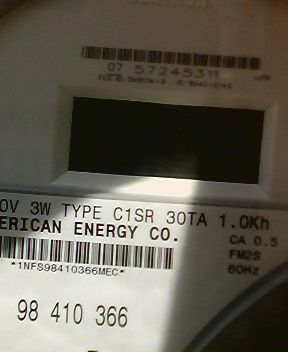 07 57245311
0V 3W TYPE C1SR 30TA 1.0Kh
ERICAN ENERGY CO.
CA 0.5
FM2S
60Hz
*1NFS98410366MEC*
98 410 366